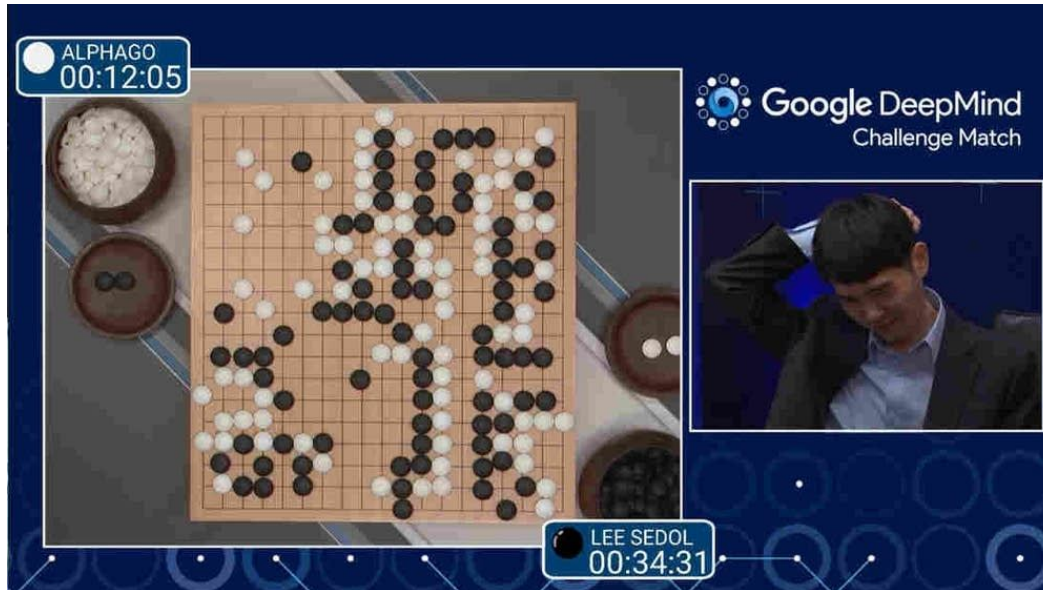 ALPHAGO
00:12:05
Google DeepMind
Challenge Match
LEE SEDOL
00:34:31